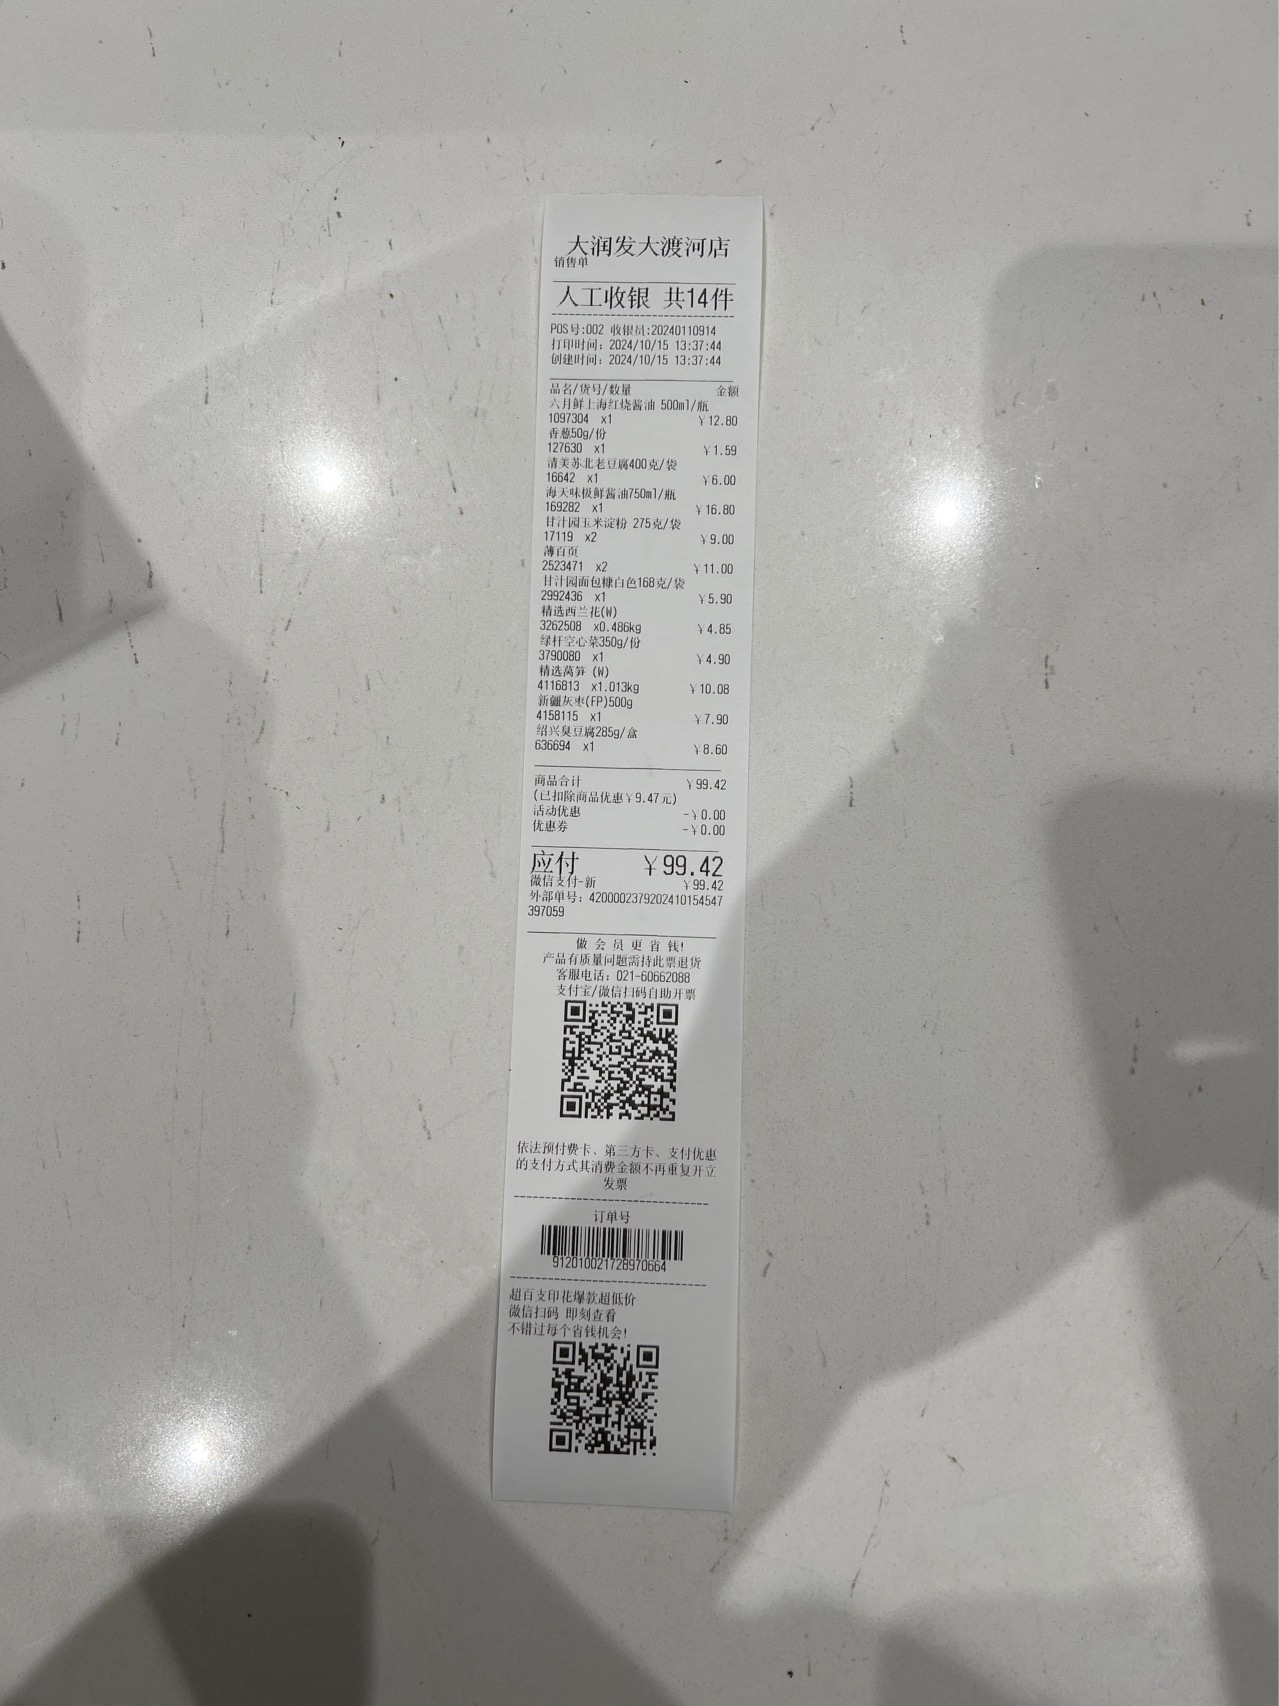 大润发大渡河店
销售单
人工收银 共14件
POS号:002 收银员:20240110914
打印时间: 2024/10/15 13:37:44
创建时间: 2024/10/15 13:37:44
品名/货号/数量 金额
六月鲜上海红烧酱油 500ml/瓶
1097304 x1 ¥12.80
香葱50g/份
127630 x1 ¥1.59
清美苏北老豆腐400克/袋
16642 x1 ¥6.00
海天味极鲜酱油750ml/瓶
169282 x1 ¥16.80
甘汁园玉米淀粉 275克/袋
17119 x2 ¥9.00
薄百页
2523471 x2 ¥11.00
甘汁园面包糠白色168克/袋
2992436 x1 ¥5.90
精选西兰花(W)
3262508 x0.486kg ¥4.85
绿杆空心菜350g/份
3790080 x1 ¥4.90
精选莴笋 (W)
4116813 x1.013kg ¥10.08
新疆灰枣(FP)500g
4158115 x1 ¥7.90
绍兴臭豆腐285g/盒
636694 x1 ¥8.60
商品合计 ¥99.42
(已扣除商品优惠¥9.47元)
活动优惠 -¥0.00
优惠券 -¥0.00
应付 ¥99.42
微信支付-新 ¥99.42
外部单号: 4200002379202410154547
397059
做 会 员 更 省 钱!
产品有质量问题需持此票退货
客服电话: 021-60662088
支付宝/微信扫码自助开票
依法预付费卡、第三方卡、支付优惠
的支付方式其消费金额不再重复开立
发票
订单号
912010021728970664
超百支印花爆款超低价
微信扫码 即刻查看
不错过每个省钱机会!